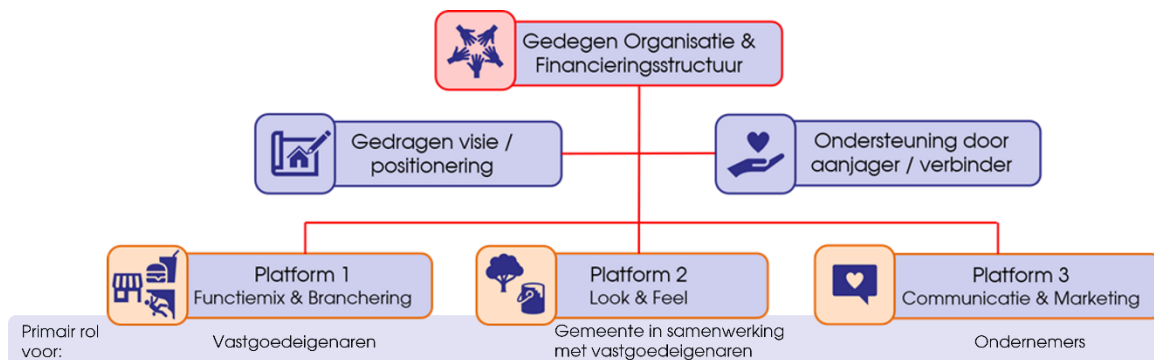 Gedegen Organisatie &
Financieringsstructuur
Gedragen visie /
positionering
Ondersteuning door
aanjager / verbinder
Platform 1
Functiemix & Branchering
Platform 2
Look & Feel
Platform 3
Communicatie & Marketing
Primair rol
voor:
Vastgoedeigenaren
Gemeente in samenwerking
met vastgoedeigenaren
Ondernemers